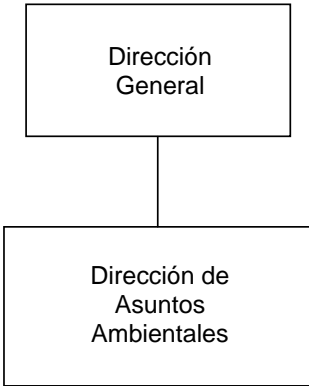 Dirección
General
Dirección de
Asuntos
Ambientales